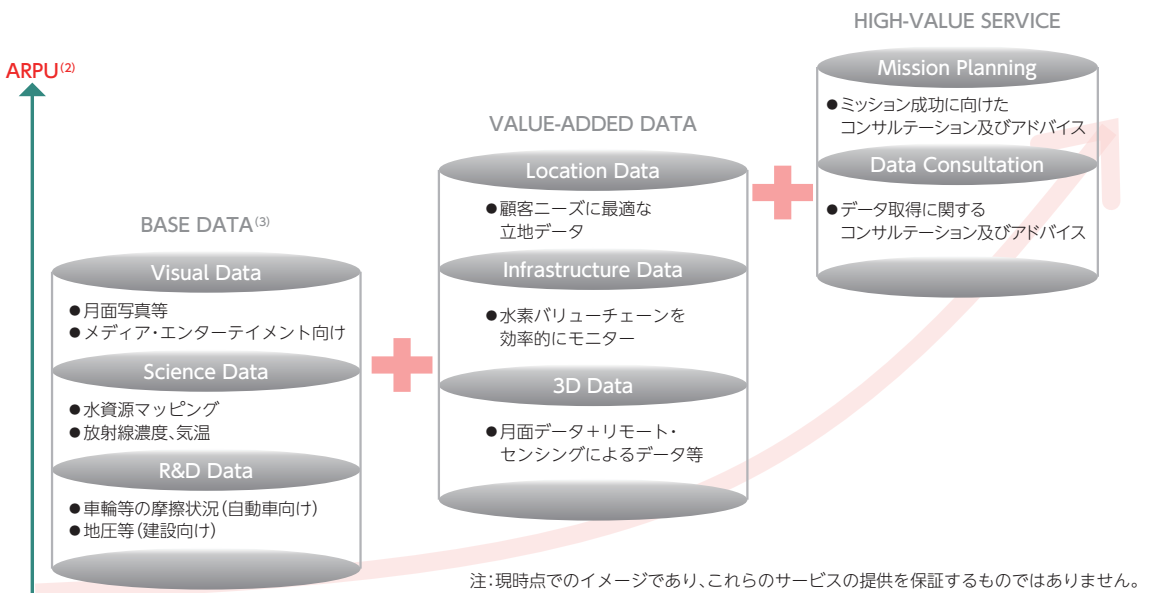 ARPU(2)
BASE DATA(3)
Visual Data
●月面写真等
●メディア・エンターテイメント向け
Science Data
●水資源マッピング
●放射線濃度、気温
R&D Data
●車輪等の摩擦状況(自動車向け)
●地圧等(建設向け)
VALUE-ADDED DATA
Location Data
●顧客ニーズに最適な
立地データ
Infrastructure Data
●水素バリューチェーンを
効率的にモニター
3D Data
●月面データ+リモート・
センシングによるデータ等
HIGH-VALUE SERVICE
Mission Planning
●ミッション成功に向けた
コンサルテーション及びアドバイス
Data Consultation
●データ取得に関する
コンサルテーション及びアドバイス
注:現時点でのイメージであり、これらのサービスの提供を保証するものではありません。